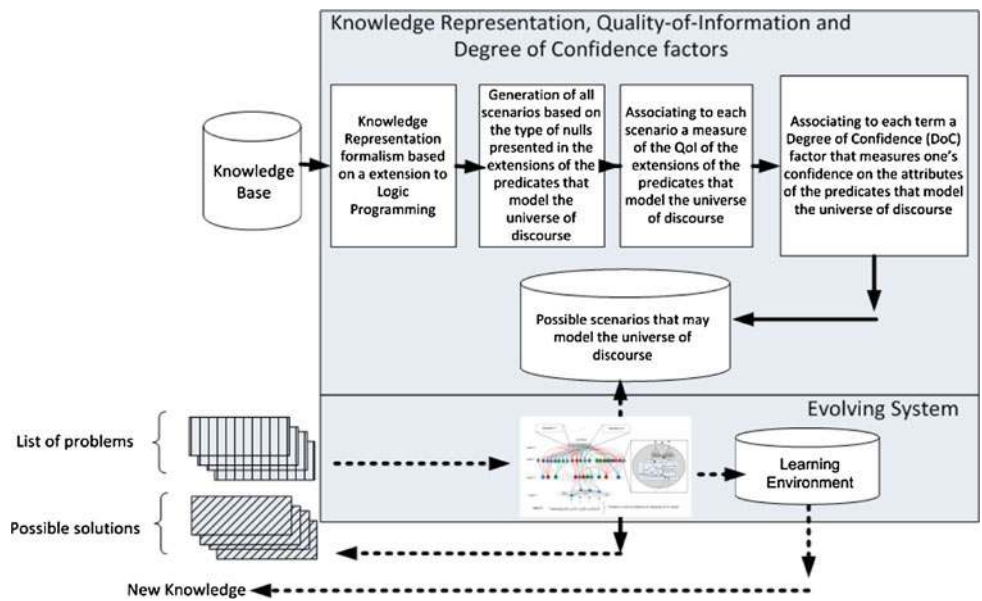 Knowledge Representation, Quality-of-Information and
Degree of Confidence factors
Knowledge
Base
Knowledge
Representation
formalism based
on a extension to
Logic
Programming
Generation of all
scenarios based on
the type of nulls
presented in the
extensions of the
predicates that
model the
universe of
discourse
Associating to each
scenario a measure
of the QoI of the
extensions of the
predicates that
model the universe
of discourse
Associating to each term a
Degree of Confidence (DoC)
factor that measures one's
confidence on the attributes
of the predicates that model
the universe of discourse
Possible scenarios that may
model the universe of
discourse
Evolving System
List of problems
Learning
Environment
Possible solutions
New Knowledge